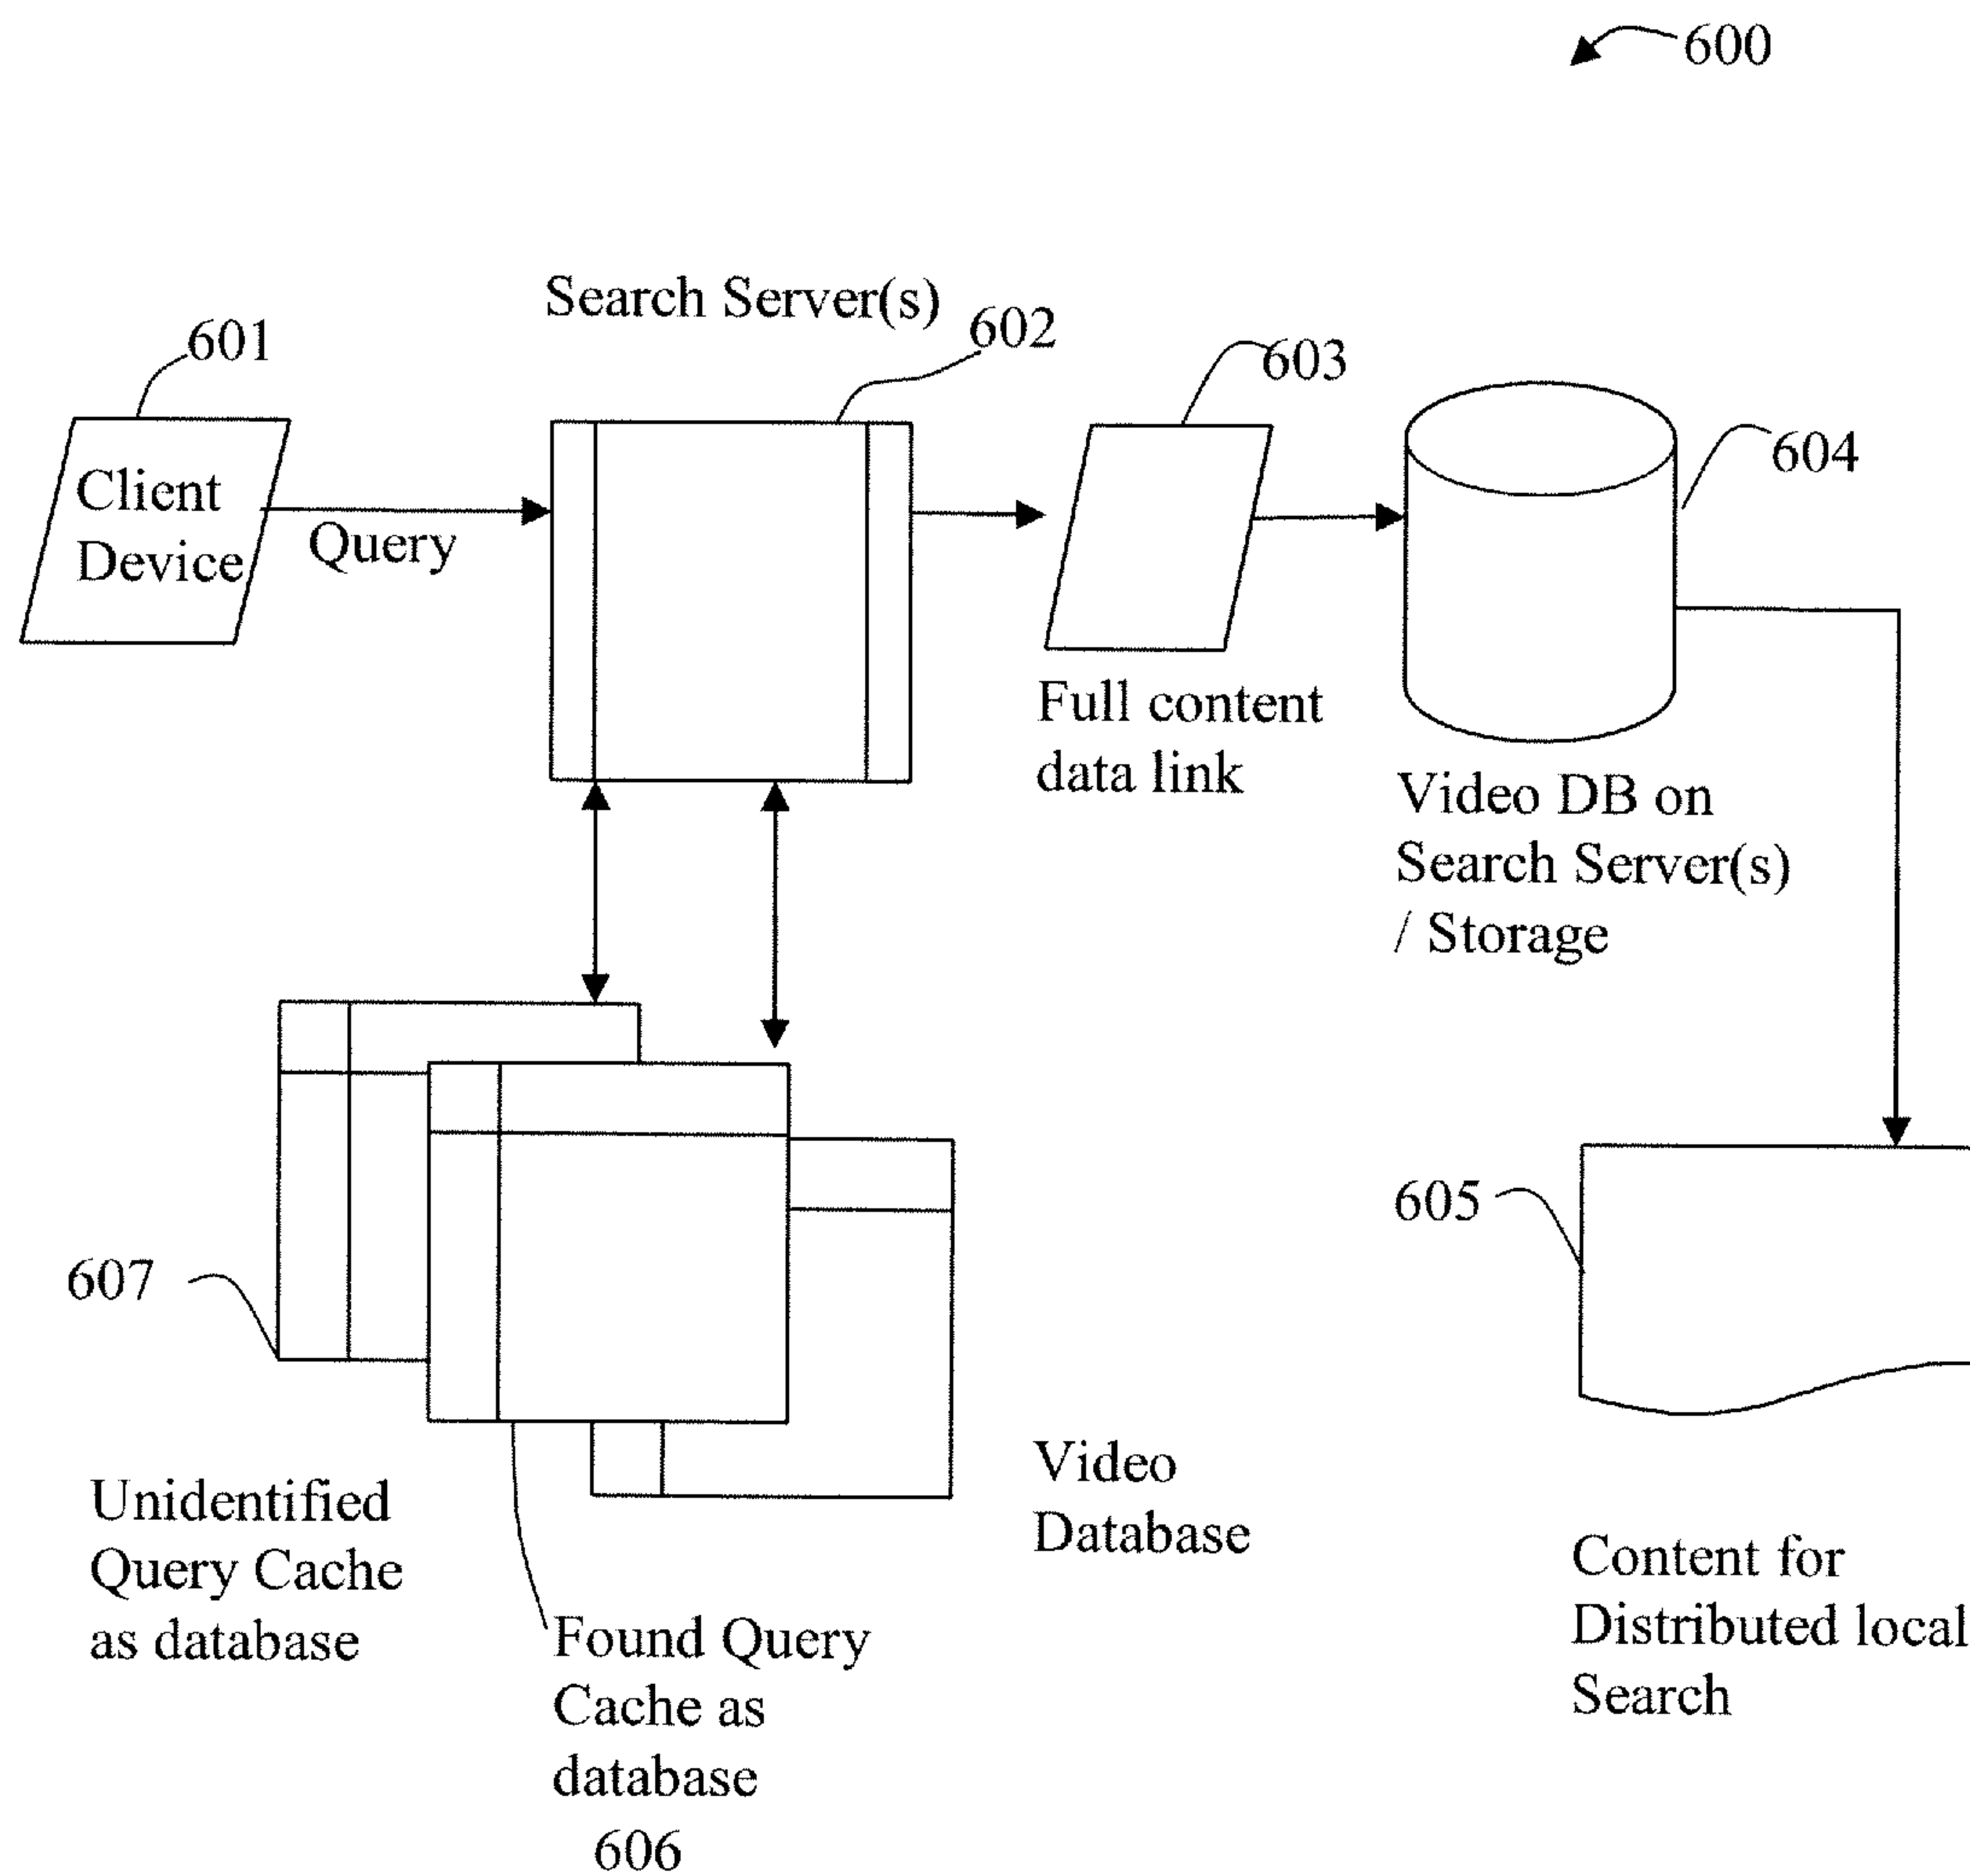 600
Search Server(s)
601
602
603
604
Client
Device
Query
Full content
data link
Video DB on
Search Server(s)
/ Storage
605
607
Video
Database
Unidentified
Query Cache
as database
Found Query
Cache as
database
606
Content for
Distributed local
Search